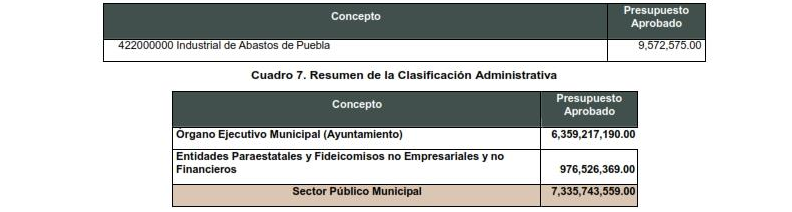 Concepto
Presupuesto
Aprobado
422000000 Industrial de Abastos de Puebla
9,572,575.00
Cuadro 7. Resumen de la Clasificación Administrativa
Concepto
Presupuesto
Aprobado
Órgano Ejecutivo Municipal (Ayuntamiento)
6,359,217,190.00
Entidades Paraestatales y Fideicomisos no Empresariales y no
Financieros
976,526,369.00
Sector Público Municipal
7,335,743,559.00